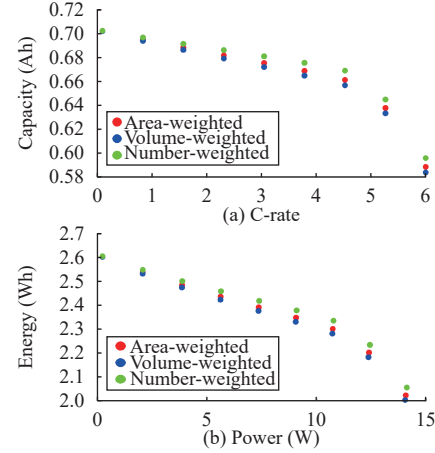 0.72
0.70
0.68
0.66
0.64
0.62
0.60
0.58
Capacity (Ah)
Area-weighted
Volume-weighted
Number-weighted
0 1 2 3 4 5 6
(a) C-rate
2.7
2.6
2.5
2.4
2.3
2.2
2.1
2.0
Energy (Wh)
Area-weighted
Volume-weighted
Number-weighted
0 5 10 15
(b) Power (W)